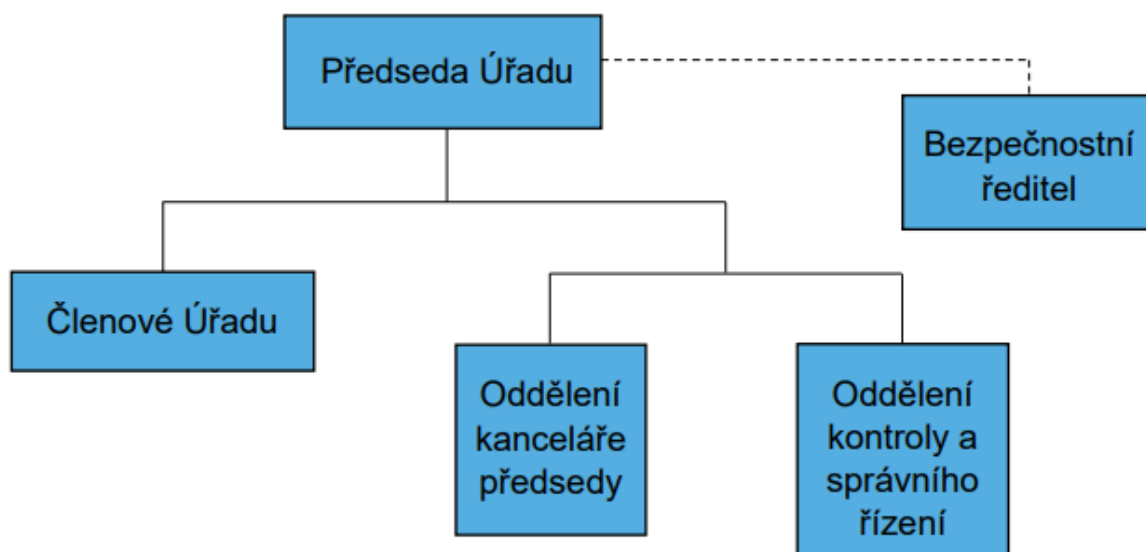 Předseda Úřadu
Bezpečnostní
ředitel
Členové Úřadu
Oddělení
kanceláře
předsedy
Oddělení
kontroly a
správního
řízení